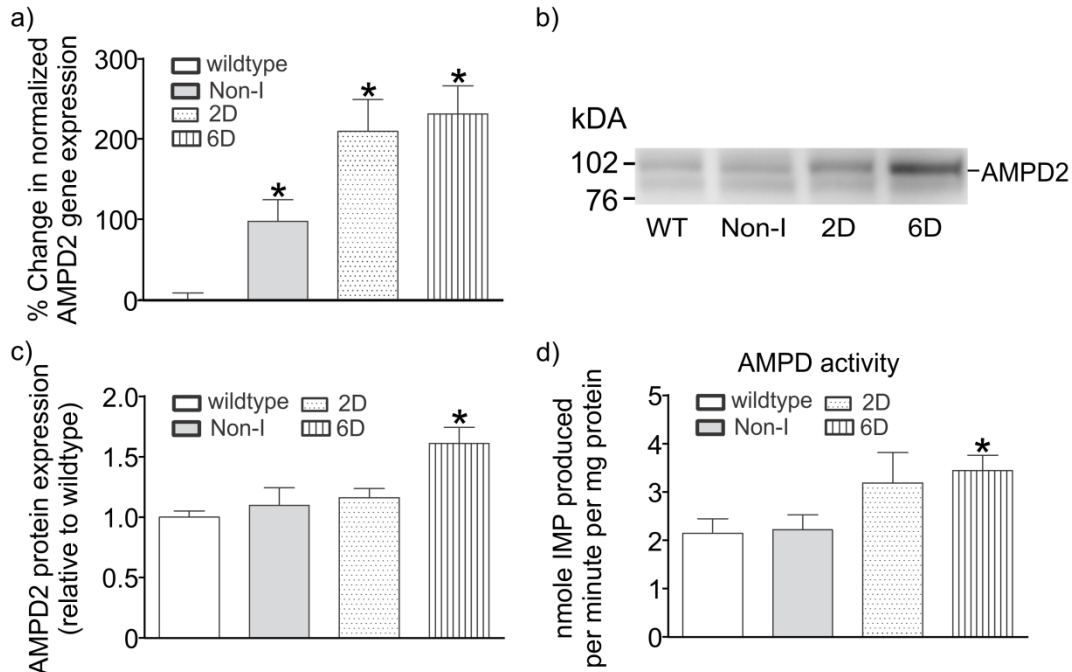 a)
% Change in normalized
AMPD2 gene expression
300
200
100
0
wildtype
Non-I
2D
6D
*
*
*
b)
kDA
102
76
AMPD2
WT Non-I 2D 6D
c)
AMPD2 protein expression
(relative to wildtype)
2.0
1.5
1.0
0.5
0
wildtype 2D
Non-I 6D
*
d)
AMPD activity
nmole IMP produced
per minute per mg protein
5
4
3
2
1
0
wildtype 2D
Non-I 6D
*